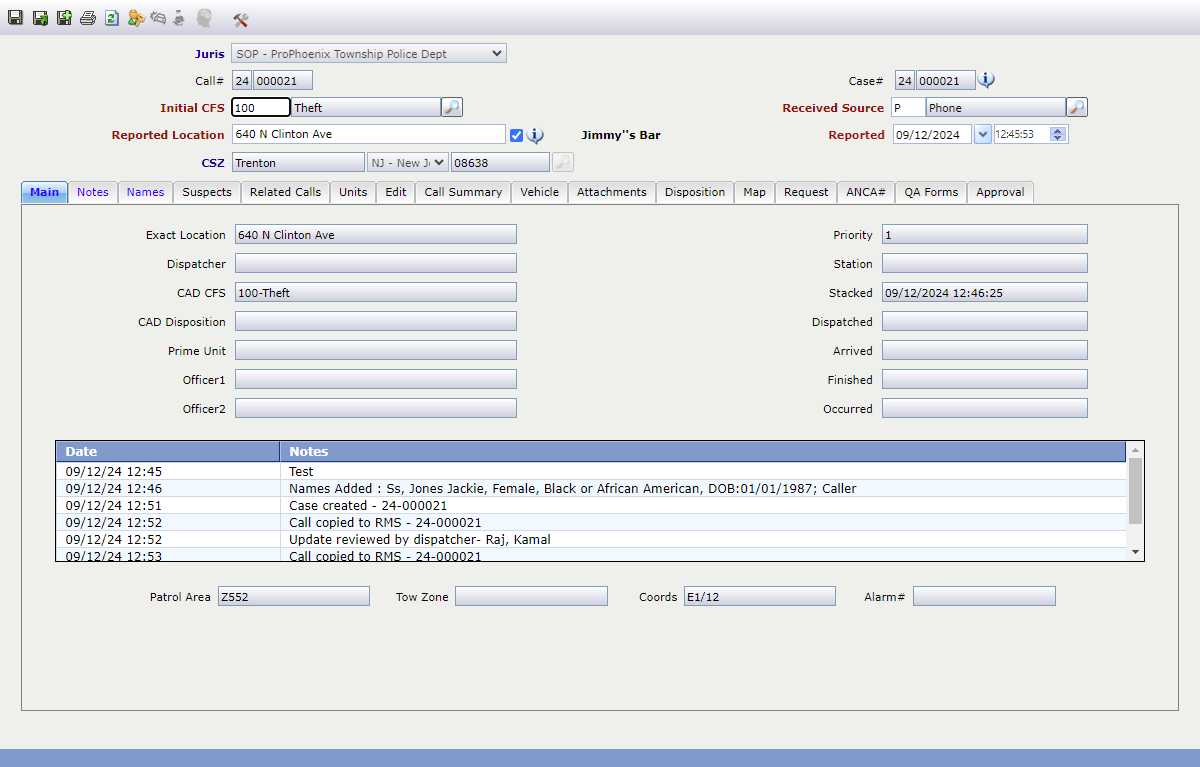 Juris SOP - ProPhoenix Township Police Dept
Call# 24 000021 Case# 24 000021
Initial CFS 100 Theft Received Source P Phone
Reported Location 640 N Clinton Ave Jimmy''s Bar Reported 09/12/2024 12:45:53
CSZ Trenton NJ - New J 08638
Main Notes Names Suspects Related Calls Units Edit Call Summary Vehicle Attachments Disposition Map Request ANCA# QA Forms Approval
Exact Location 640 N Clinton Ave Priority 1
Dispatcher Station
CAD CFS 100-Theft Stacked 09/12/2024 12:46:25
CAD Disposition Dispatched
Prime Unit Arrived
Officer1 Finished
Officer2 Occurred
Date Notes
09/12/24 12:45 Test
09/12/24 12:46 Names Added : Ss, Jones Jackie, Female, Black or African American, DOB:01/01/1987; Caller
09/12/24 12:51 Case created - 24-000021
09/12/24 12:52 Call copied to RMS - 24-000021
09/12/24 12:52 Update reviewed by dispatcher- Raj, Kamal
09/12/24 12:53 Call copied to RMS - 24-000021
Patrol Area Z552 Tow Zone Coords E1/12 Alarm#